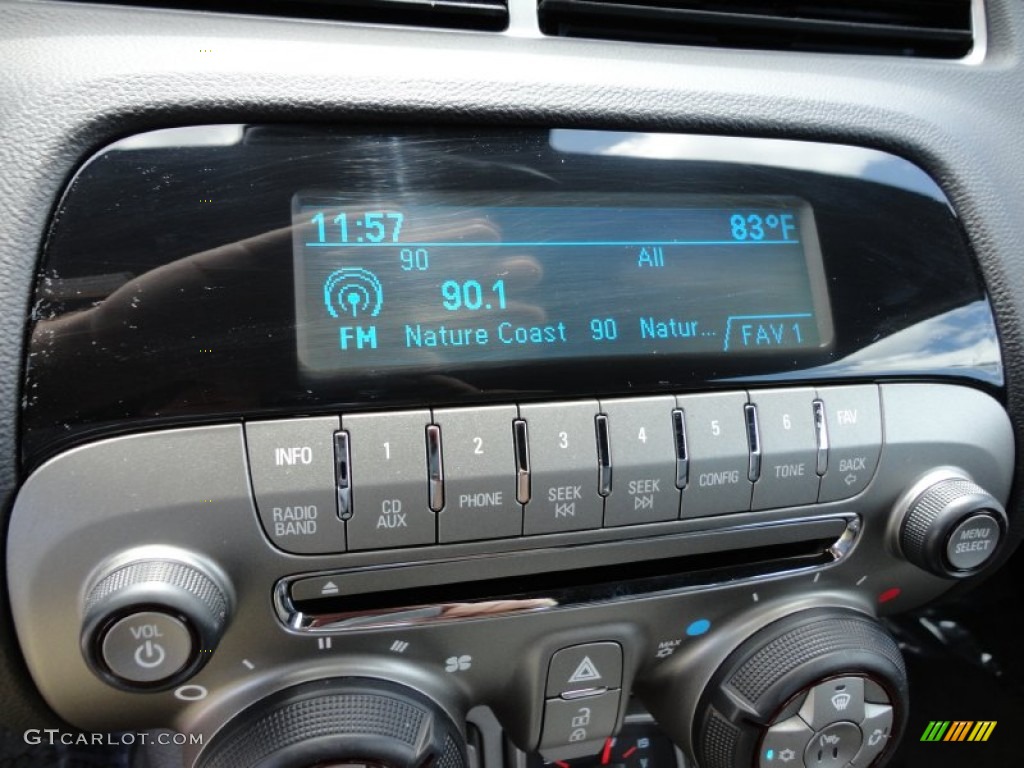 11:57 83°F
90 All
90.1
FM Nature Coast 90 Natur... FAV 1
INFO 1 2 3 4 5 6 FAV
RADIO BAND CD AUX PHONE SEEK SEEK CONFIG TONE BACK
MENU SELECT
VOL
MAX
GTCARLOT.COM